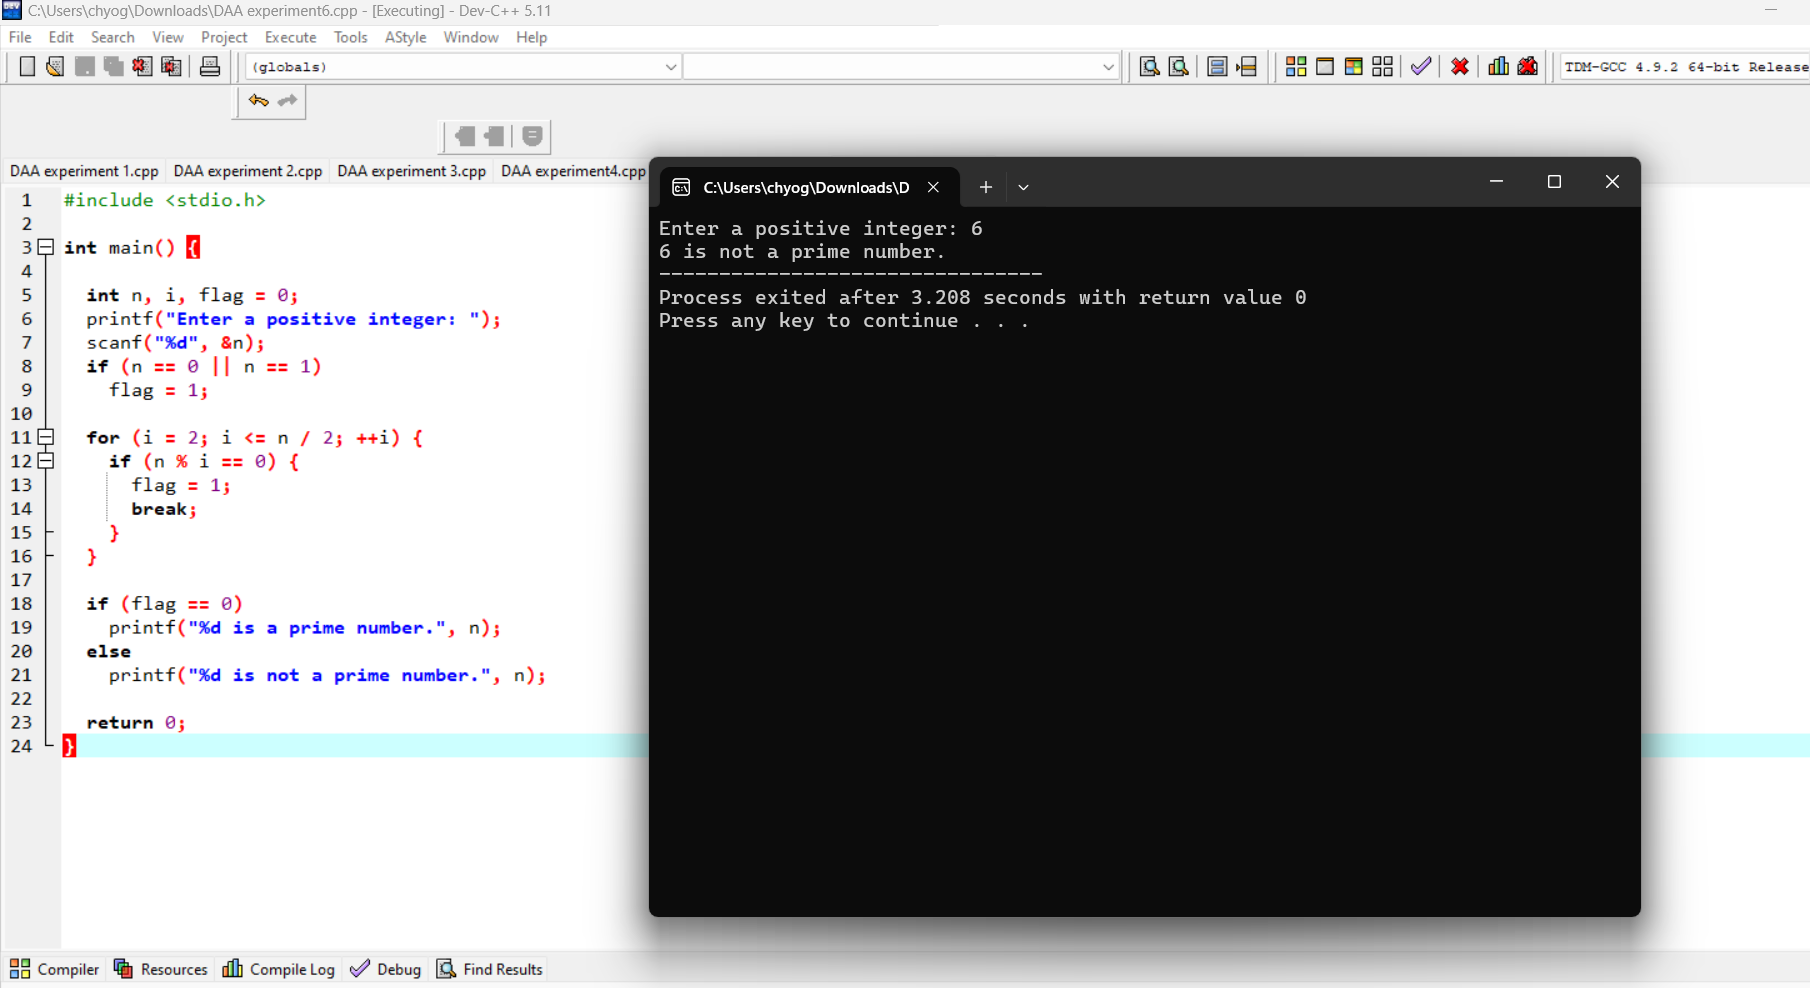 C:\Users\chyog\Downloads\DAA experiment6.cpp - [Executing] - Dev-C++ 5.11
File Edit Search View Project Execute Tools AStyle Window Help
(globals)
TDM-GCC 4.9.2 64-bit Release
DAA experiment 1.cpp DAA experiment 2.cpp DAA experiment 3.cpp DAA experiment4.cpp
1 #include <stdio.h>
2
3 int main() {
4
5 int n, i, flag = 0;
6 printf("Enter a positive integer: ");
7 scanf("%d", &n);
8 if (n == 0 || n == 1)
9 flag = 1;
10
11 for (i = 2; i <= n / 2; ++i) {
12 if (n % i == 0) {
13 flag = 1;
14 break;
15 }
16 }
17
18 if (flag == 0)
19 printf("%d is a prime number.", n);
20 else
21 printf("%d is not a prime number.", n);
22
23 return 0;
24 }
C:\Users\chyog\Downloads\D
Enter a positive integer: 6
6 is not a prime number.
--------------------------------
Process exited after 3.208 seconds with return value 0
Press any key to continue . . .
Compiler Resources Compile Log Debug Find Results